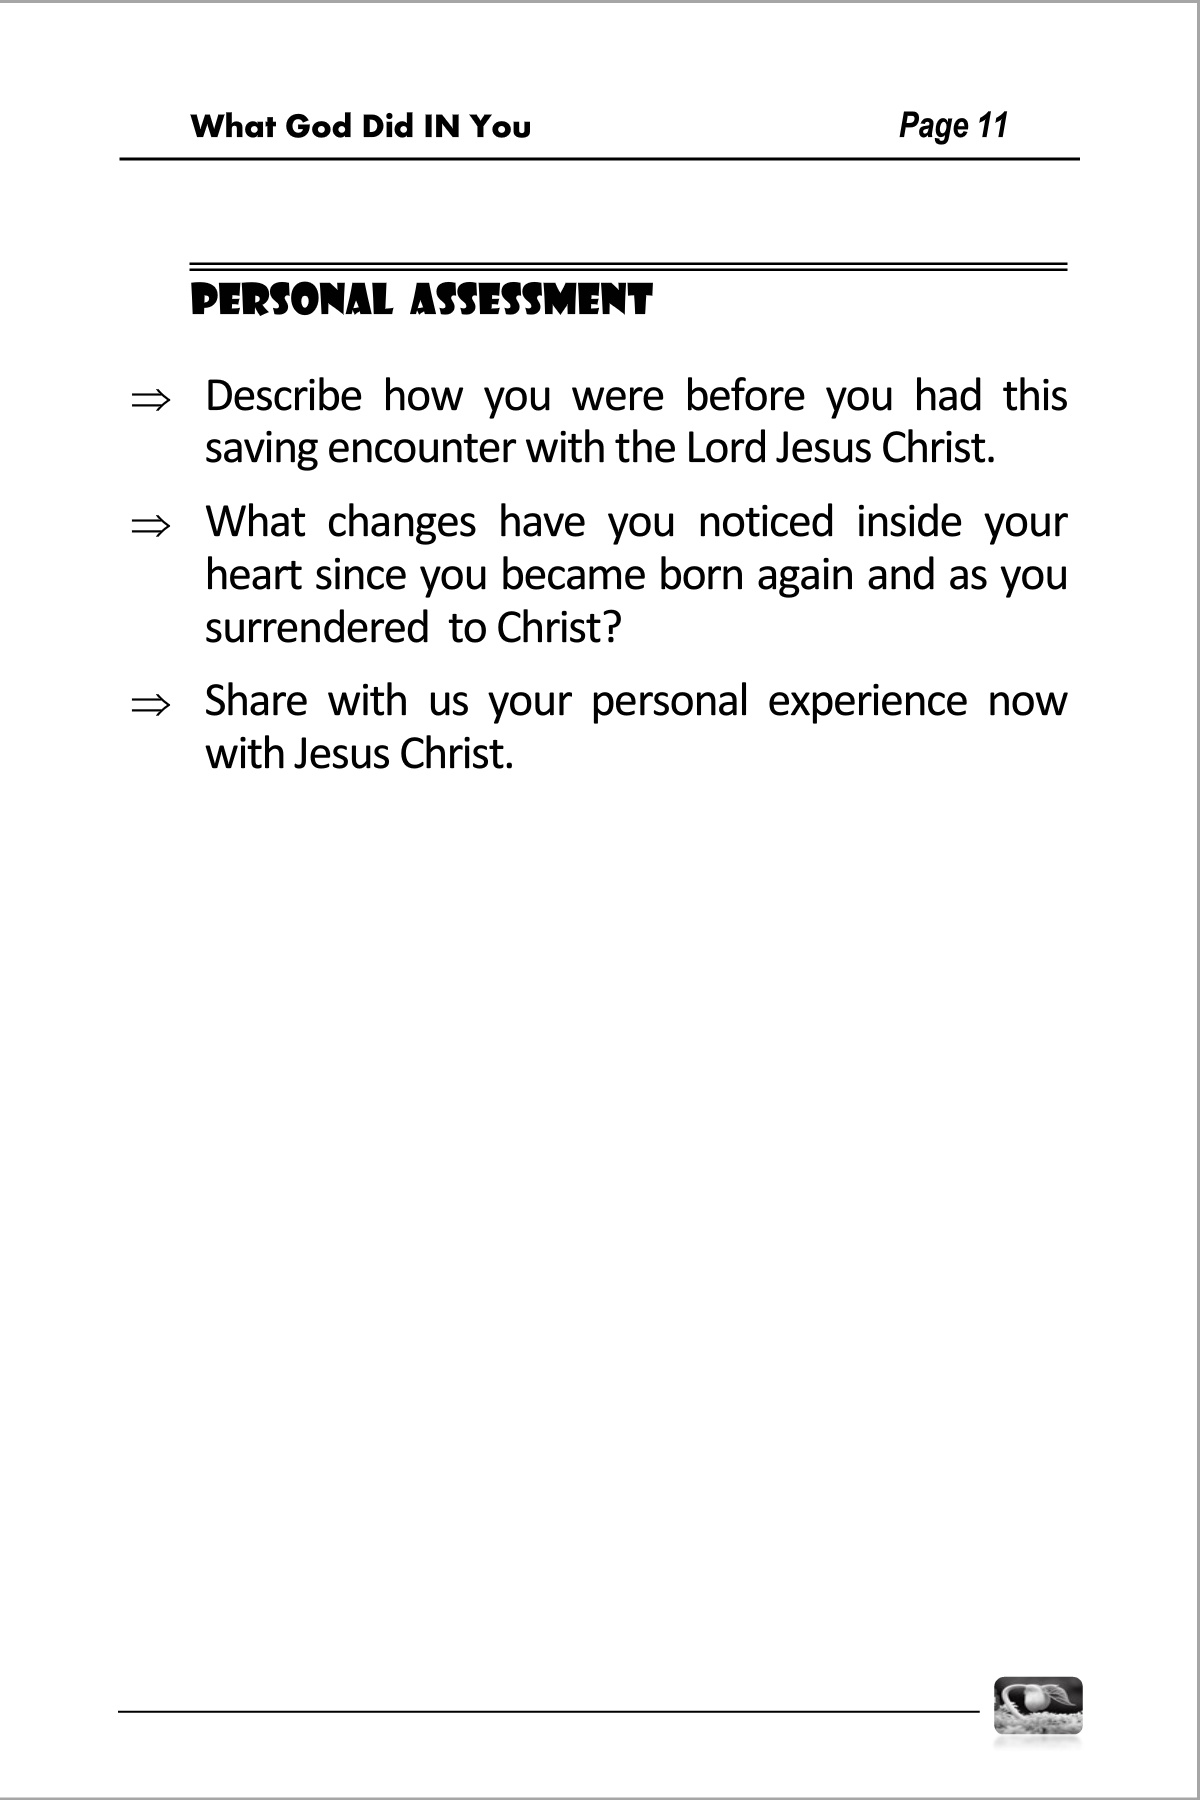 What God Did IN You Page 11
PERSONAL ASSESSMENT
⇒ Describe how you were before you had this
saving encounter with the Lord Jesus Christ.
⇒ What changes have you noticed inside your
heart since you became born again and as you
surrendered  to Christ?
⇒ Share with us your personal experience now
with Jesus Christ.